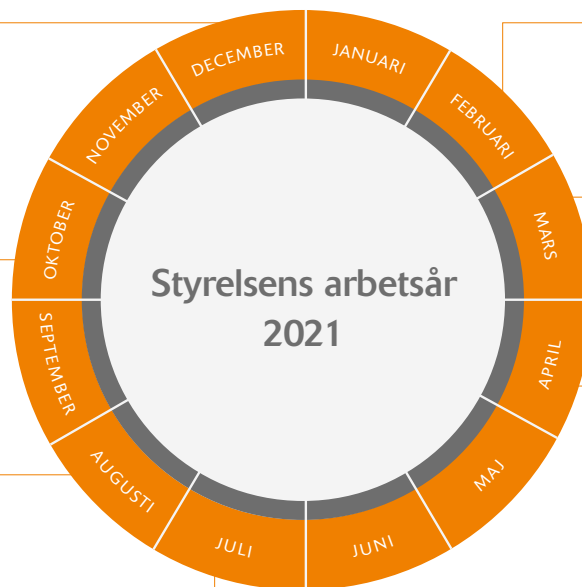 JANUARI
FEBRUARI
MARS
APRIL
MAJ
JUNI
JULI
AUGUSTI
SEPTEMBER
OKTOBER
NOVEMBER
DECEMBER
Styrelsens arbetsår
2021